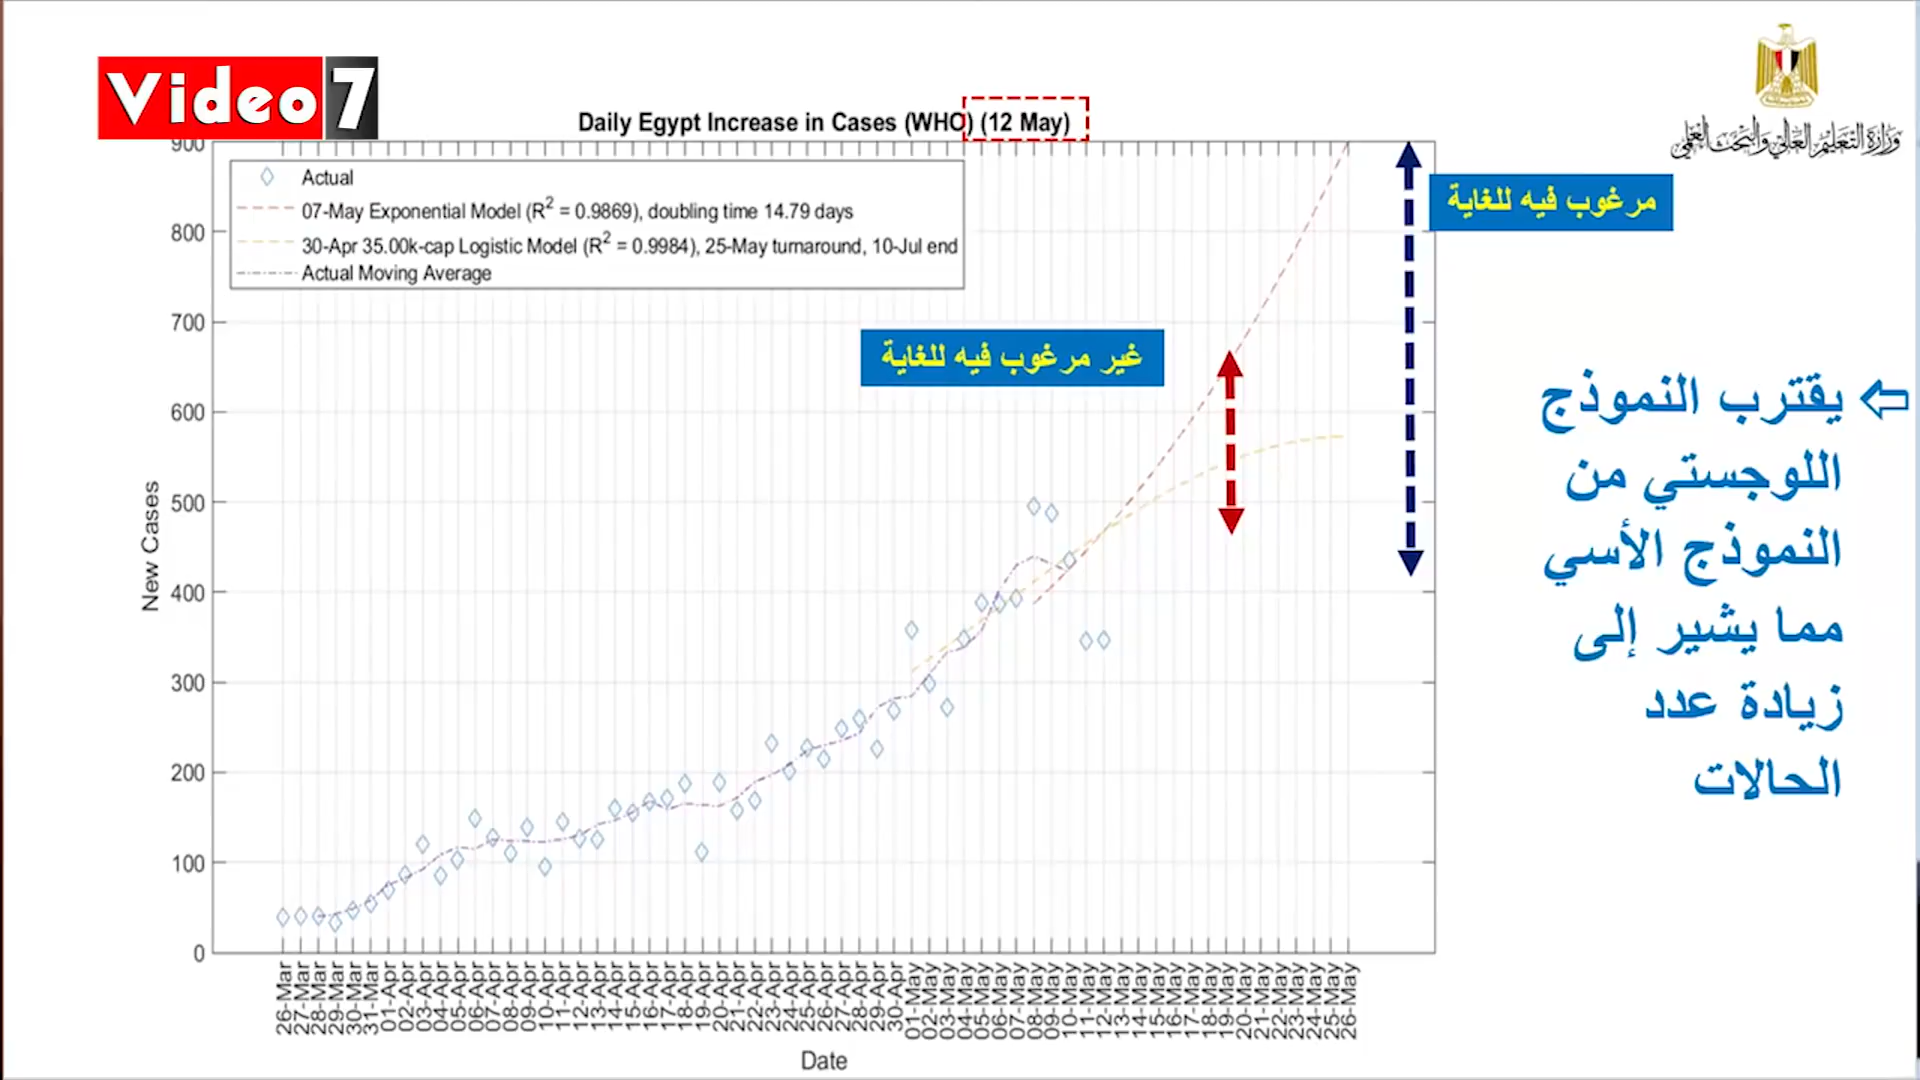 Video 7
وزارة التعليم العالي والبحث العلمي
Daily Egypt Increase in Cases (WHO) (12 May)
Actual
07-May Exponential Model (R2 = 0.9869), doubling time 14.79 days
30-Apr 35.00k-cap Logistic Model (R2 = 0.9984), 25-May turnaround, 10-Jul end
Actual Moving Average
مرغوب فيه للغاية
غير مرغوب فيه للغاية
يقترب النموذج
اللوجستي من
النموذج الأسي
مما يشير إلى
زيادة عدد
الحالات
New Cases
900
800
700
600
500
400
300
200
100
0
26-Mar
27-Mar
28-Mar
29-Mar
30-Mar
31-Mar
01-Apr
02-Apr
03-Apr
04-Apr
05-Apr
06-Apr
07-Apr
08-Apr
09-Apr
10-Apr
11-Apr
12-Apr
13-Apr
14-Apr
15-Apr
16-Apr
17-Apr
18-Apr
19-Apr
20-Apr
21-Apr
22-Apr
23-Apr
24-Apr
25-Apr
26-Apr
27-Apr
28-Apr
29-Apr
30-Apr
01-May
02-May
03-May
04-May
05-May
06-May
07-May
08-May
09-May
10-May
11-May
12-May
13-May
14-May
15-May
16-May
17-May
18-May
19-May
20-May
21-May
22-May
23-May
24-May
25-May
26-May
Date